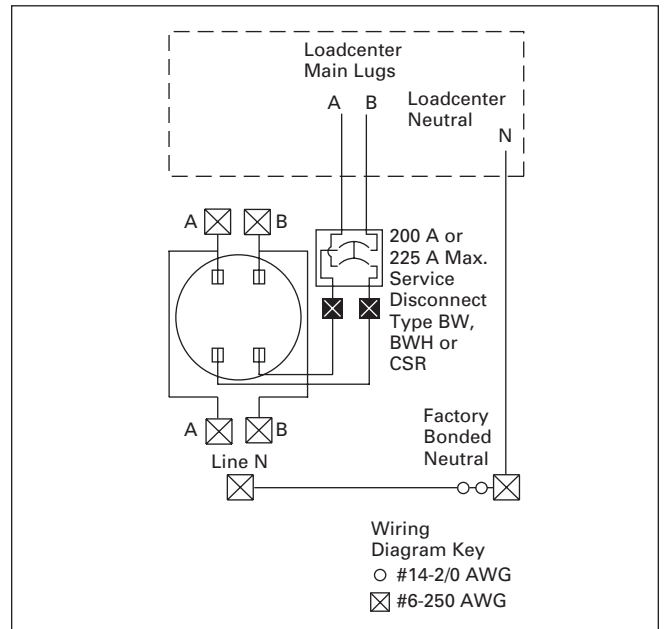 Loadcenter
Main Lugs
A B
Loadcenter
Neutral
N
A B
200 A or
225 A Max.
Service
Disconnect
Type BW,
BWH or
CSR
A B
Line N
Factory
Bonded
Neutral
Wiring
Diagram Key
#14-2/0 AWG
#6-250 AWG